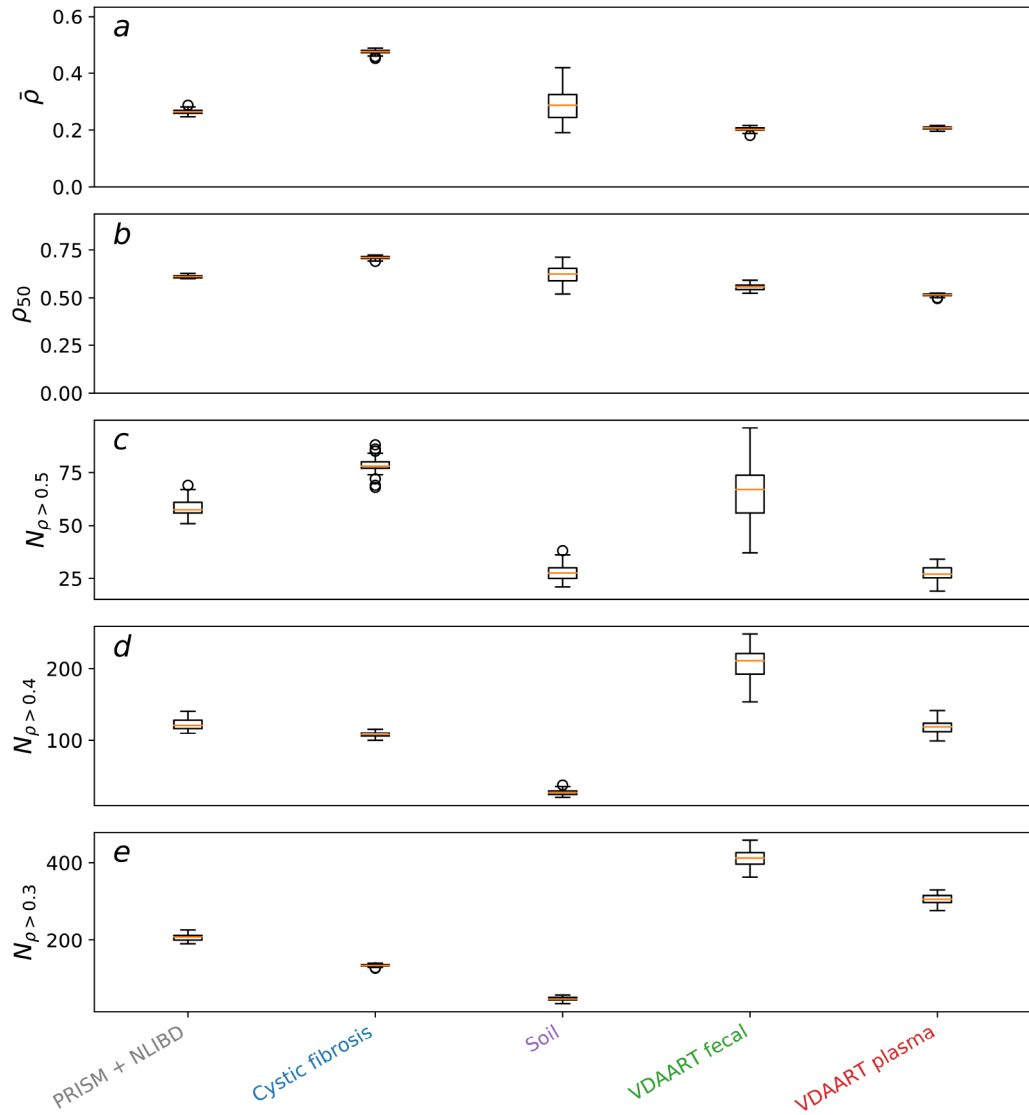 a
0.6
0.4
0.2
0.0
ρ̄
b
0.75
0.50
0.25
0.00
ρ50
c
75
50
25
Nρ>0.5
d
200
100
Nρ>0.4
e
400
200
Nρ>0.3
PRISM + NLIBD
Cystic fibrosis
Soil
VDAART fecal
VDAART plasma